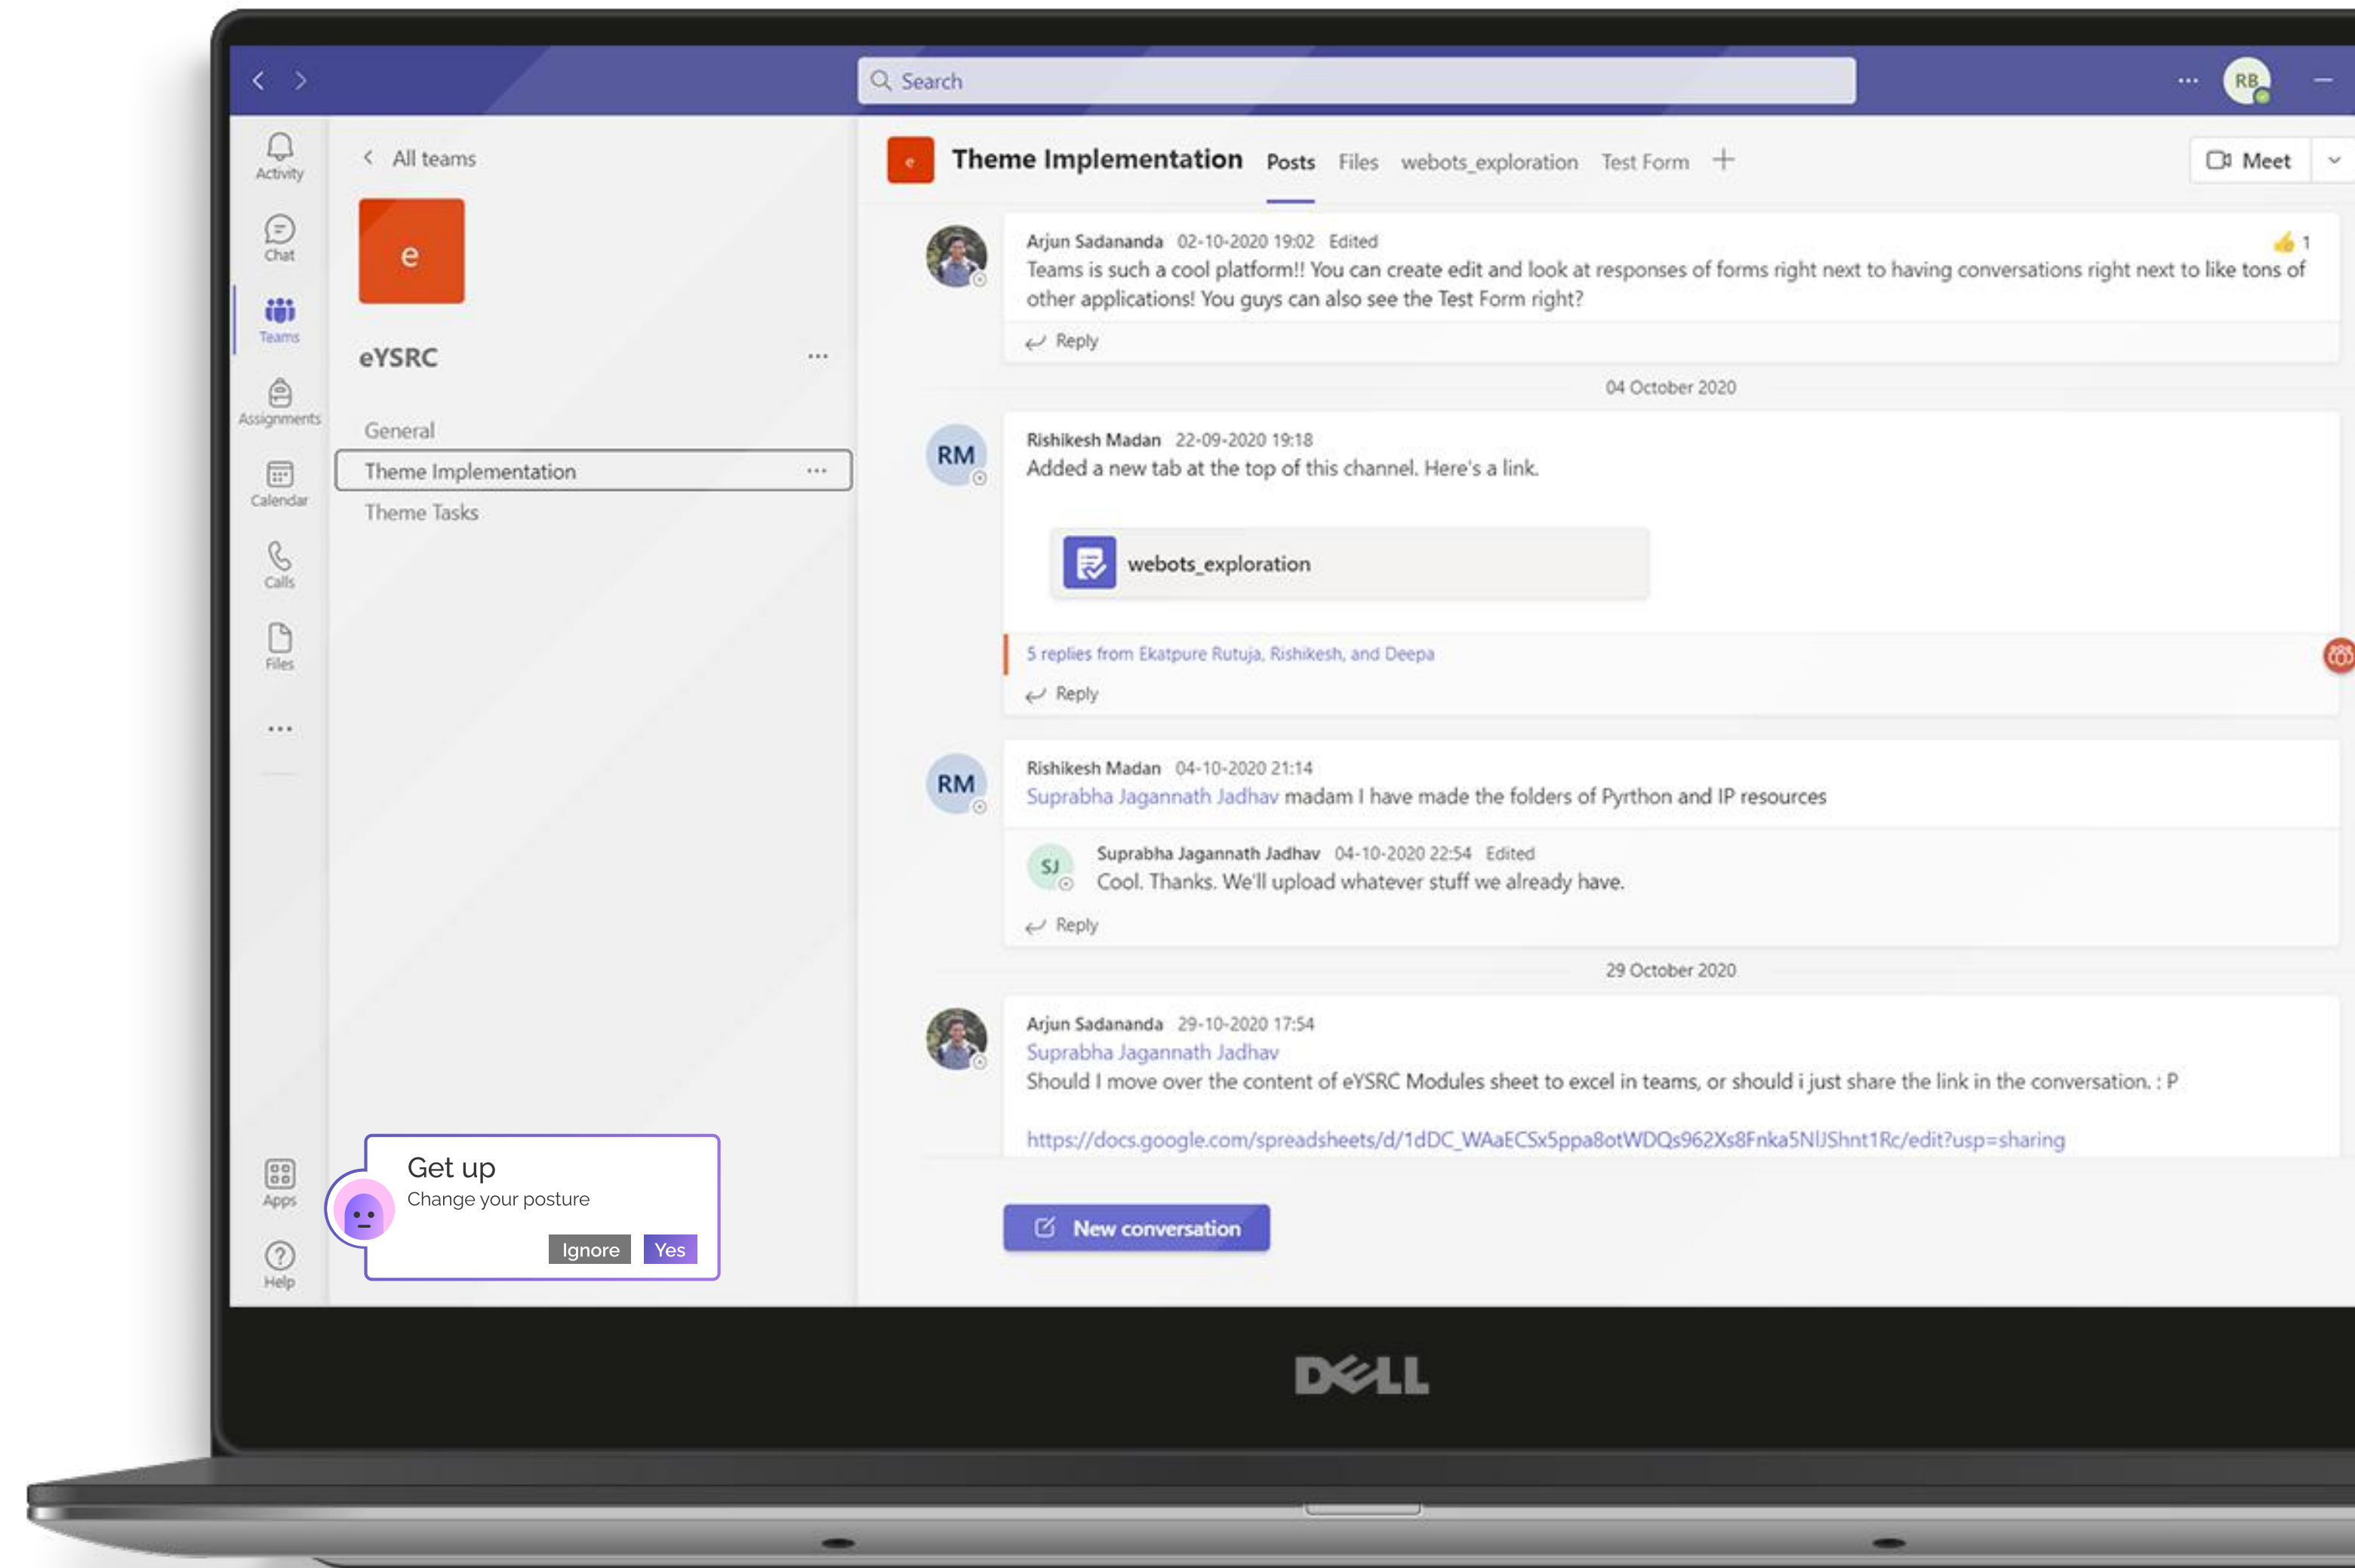 Search
RB
Activity
Chat
Teams
Assignments
Calendar
Calls
Files
Apps
Help
All teams
e
eYSRC
General
Theme Implementation
Theme Tasks
e
Theme Implementation Posts Files webots_exploration Test Form
Meet
Arjun Sadananda 02-10-2020 19:02 Edited
1
Teams is such a cool platform!! You can create edit and look at responses of forms right next to having conversations right next to like tons of
other applications! You guys can also see the Test Form right?
Reply
04 October 2020
RM
Rishikesh Madan 22-09-2020 19:18
Added a new tab at the top of this channel. Here's a link.
webots_exploration
5 replies from Ekatpure Rutuja, Rishikesh, and Deepa
Reply
RM
Rishikesh Madan 04-10-2020 21:14
Suprabha Jagannath Jadhav madam I have made the folders of Pyrthon and IP resources
SJ
Suprabha Jagannath Jadhav 04-10-2020 22:54 Edited
Cool. Thanks. We'll upload whatever stuff we already have.
Reply
29 October 2020
Arjun Sadananda 29-10-2020 17:54
Suprabha Jagannath Jadhav
Should I move over the content of eYSRC Modules sheet to excel in teams, or should i just share the link in the conversation. : P
https://docs.google.com/spreadsheets/d/1dDC_WAaECSx5ppa8otWDQs962Xs8Fnka5NlJShnt1Rc/edit?usp=sharing
New conversation
Get up
Change your posture
Ignore Yes
DELL